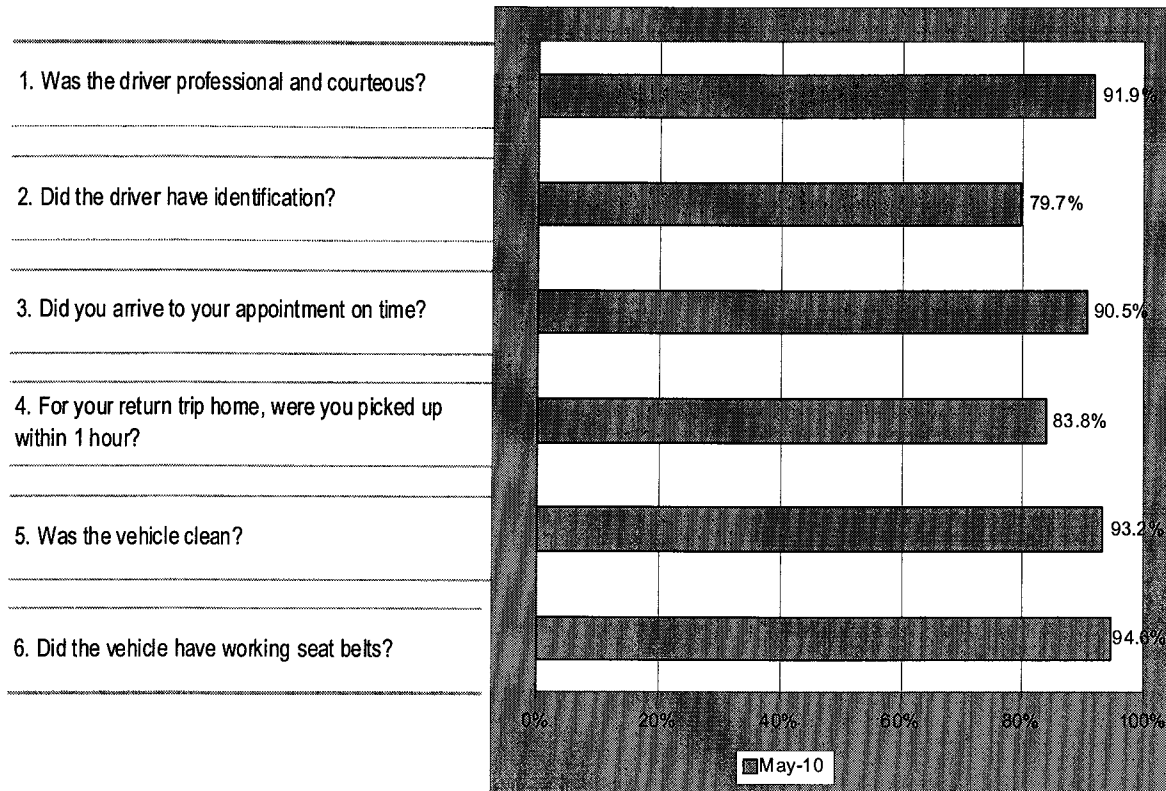 1. Was the driver professional and courteous?
91.9%
2. Did the driver have identification?
79.7%
3. Did you arrive to your appointment on time?
90.5%
4. For your return trip home, were you picked up
within 1 hour?
83.8%
5. Was the vehicle clean?
93.2%
6. Did the vehicle have working seat belts?
94.6%
0% 20% 40% 60% 80% 100%
May-10